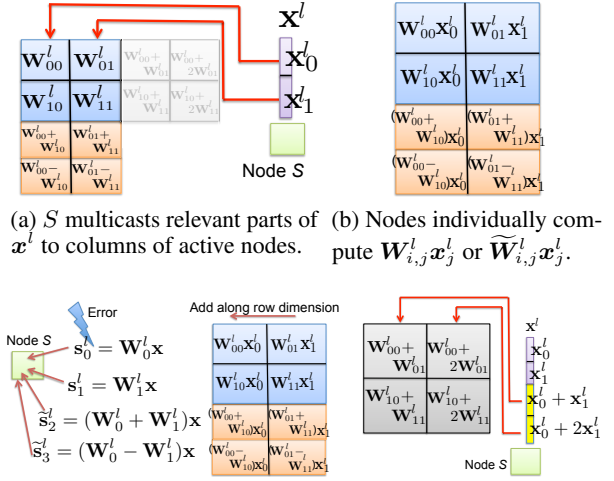 x^l
W^l_00 W^l_01 W^l_00+ W^l_01 W^l_00+ 2W^l_01 x^l_0
W^l_10 W^l_11 W^l_10+ W^l_11 W^l_10+ 2W^l_11 x^l_1
W^l_00+ W^l_10 W^l_01+ W^l_11
W^l_00− W^l_10 W^l_01− W^l_11
Node S
W^l_00x^l_0 W^l_01x^l_1
W^l_10x^l_0 W^l_11x^l_1
(W^l_00+ W^l_10)x^l_0 (W^l_01+ W^l_11)x^l_1
(W^l_00− W^l_10)x^l_0 (W^l_01− W^l_11)x^l_1
(a) S multicasts relevant parts of
x^l to columns of active nodes.
(b) Nodes individually com-
pute W^l_{i,j}x^l_j or W̃^l_{i,j}x^l_j.
Error
Node S
s^l_0 = W^l_0x
s^l_1 = W^l_1x
s̃^l_2 = (W^l_0 + W^l_1)x
s̃^l_3 = (W^l_0 − W^l_1)x
Add along row dimension
W^l_00x^l_0 W^l_01x^l_1
W^l_10x^l_0 W^l_11x^l_1
(W^l_00+ W^l_10)x^l_0 (W^l_01+ W^l_11)x^l_1
(W^l_00− W^l_10)x^l_0 (W^l_01− W^l_11)x^l_1
W^l_00+ W^l_01 W^l_00+ 2W^l_01
W^l_10+ W^l_11 W^l_10+ 2W^l_11
x^l
x^l_0
x^l_1
x^l_0 + x^l_1
x^l_0 + 2x^l_1
Node S